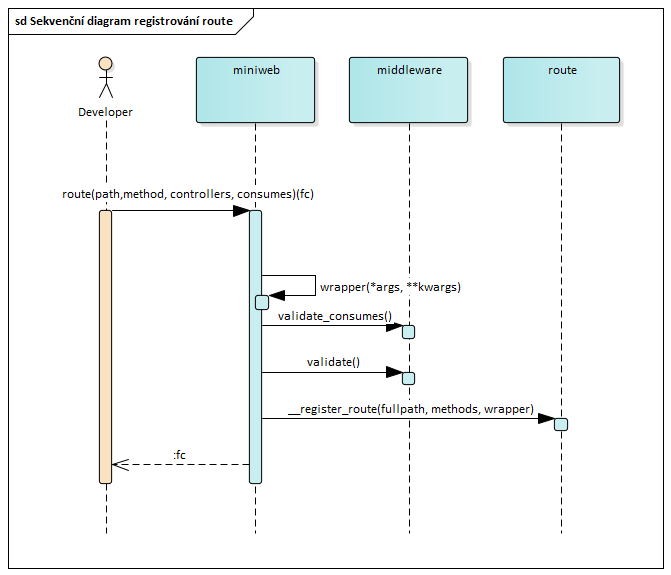 sd Sekvenční diagram registrování route
miniweb
middleware
route
Developer
route(path,method, controllers, consumes)(fc)
wrapper(*args, **kwargs)
validate_consumes()
validate()
__register_route(fullpath, methods, wrapper)
:fc